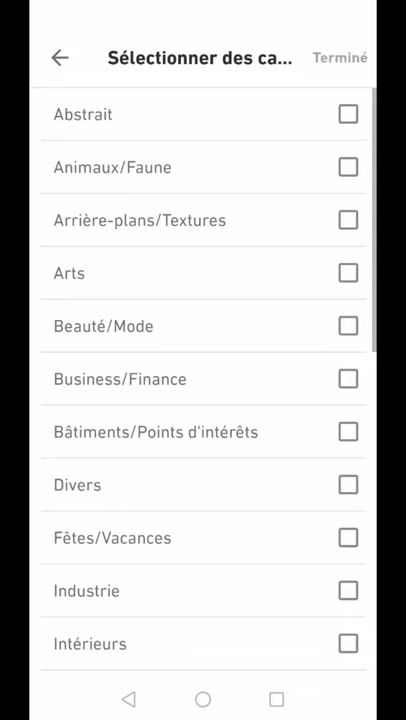 Sélectionner des ca... Terminé
Abstrait
Animaux/Faune
Arrière-plans/Textures
Arts
Beauté/Mode
Business/Finance
Bâtiments/Points d'intérêts
Divers
Fêtes/Vacances
Industrie
Intérieurs